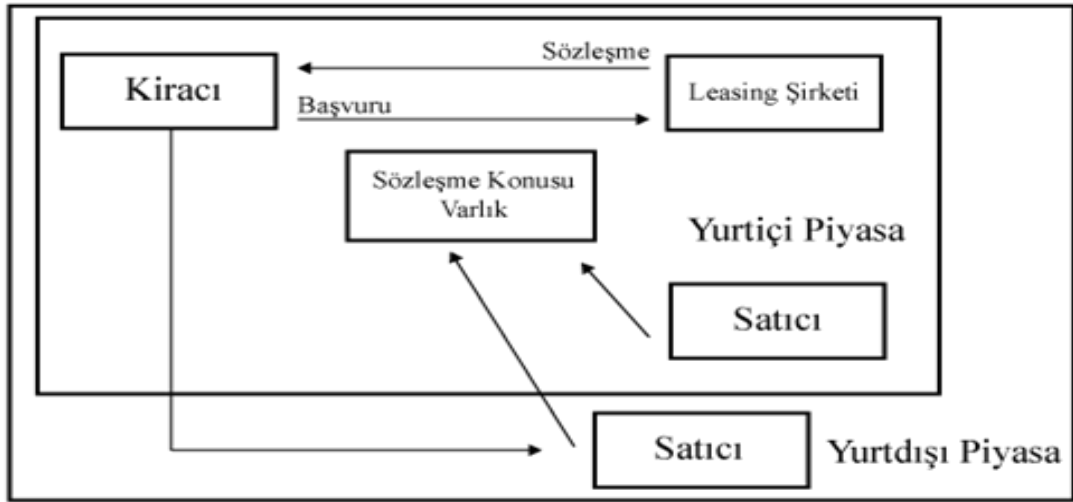 Sözleşme
Kiracı
Leasing Şirketi
Başvuru
Sözleşme Konusu
Varlık
Yurtiçi Piyasa
Satıcı
Satıcı
Yurtdışı Piyasa